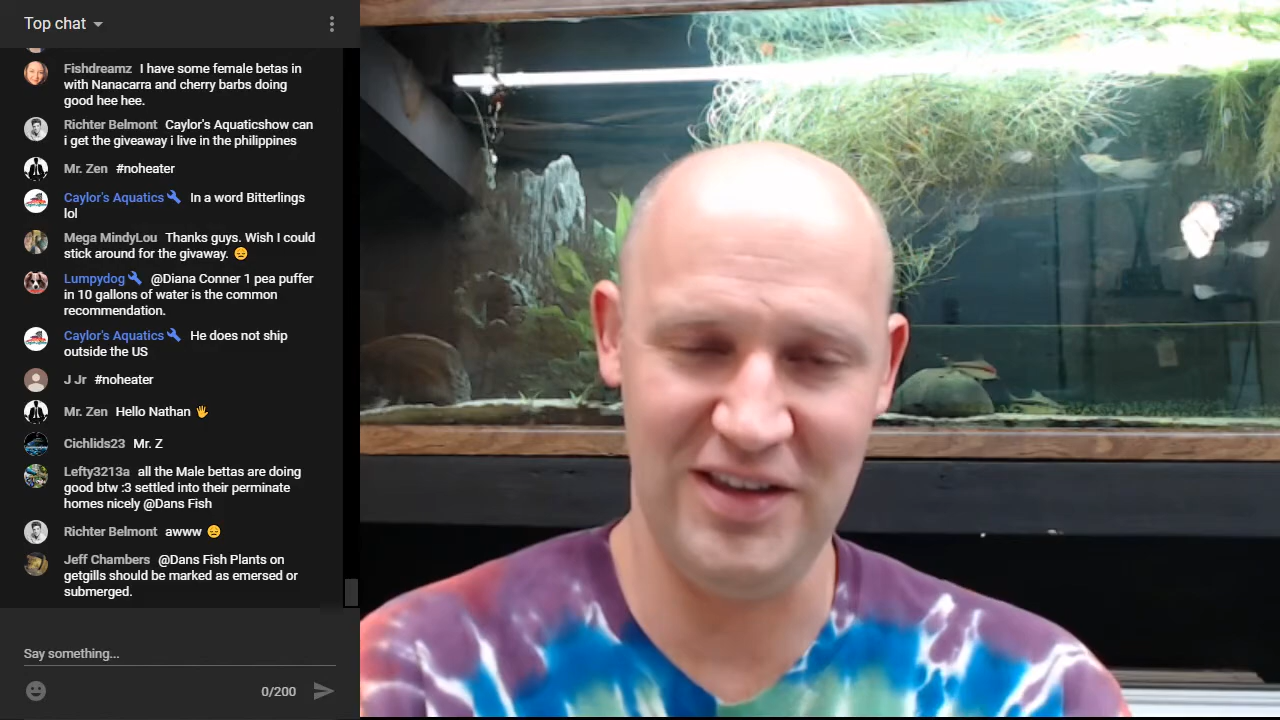 Top chat
Fishdreamz I have some female betas in
with Nanacarra and cherry barbs doing
good hee hee.
Richter Belmont Caylor's Aquaticshow can
i get the giveaway i live in the philippines
Mr. Zen #noheater
Caylor's Aquatics In a word Bitterlings
lol
Mega MindyLou Thanks guys. Wish I could
stick around for the givaway. 😑
Lumpydog @Diana Conner 1 pea puffer
in 10 gallons of water is the common
recommendation.
Caylor's Aquatics He does not ship
outside the US
J Jr #noheater
Mr. Zen Hello Nathan 🖐
Cichlids23 Mr. Z
Lefty3213a all the Male bettas are doing
good btw :3 settled into their perminate
homes nicely @Dans Fish
Richter Belmont awww 😞
Jeff Chambers @Dans Fish Plants on
getgills should be marked as emersed or
submerged.
Say something...
0/200